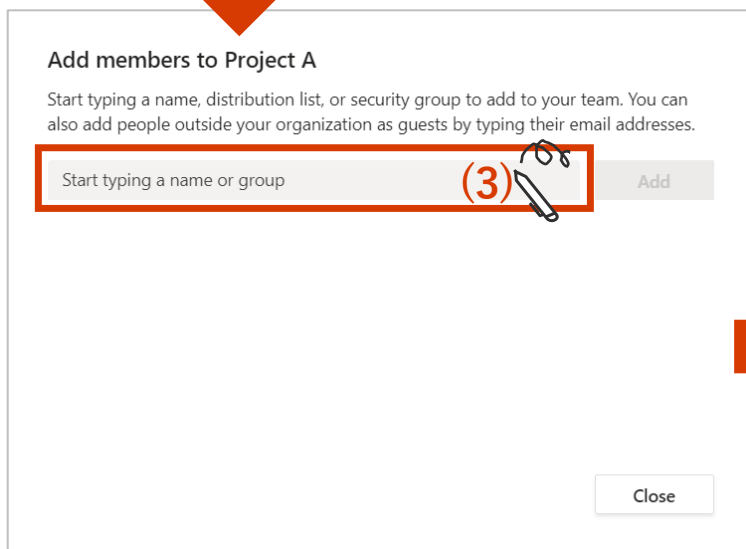 Add members to Project A
Start typing a name, distribution list, or security group to add to your team. You can
also add people outside your organization as guests by typing their email addresses.
Start typing a name or group (3) Add
Close